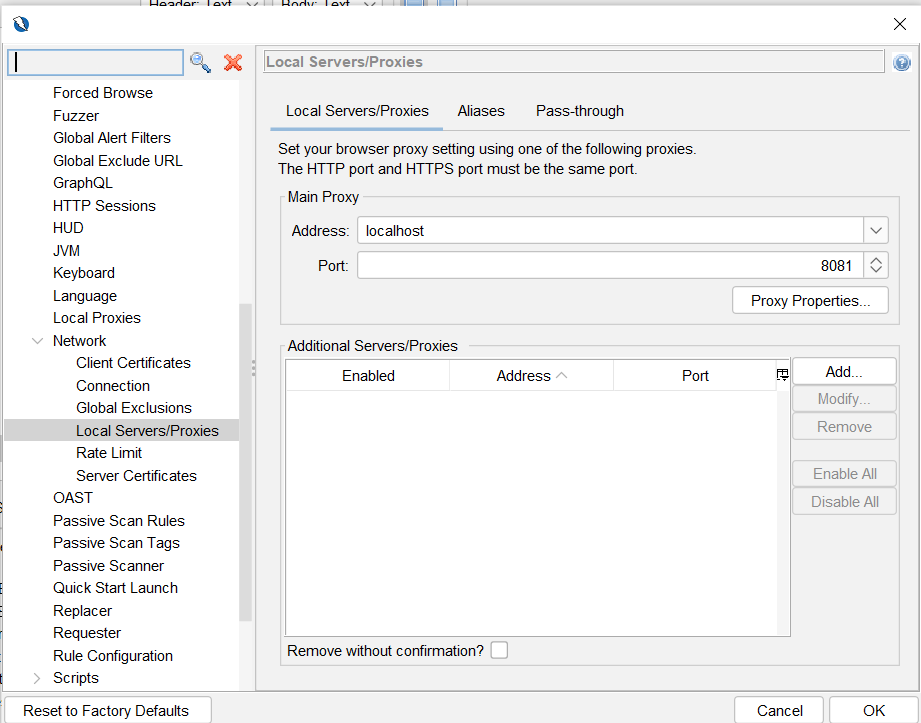 Header: Text Body: Text
Local Servers/Proxies
Forced Browse
Fuzzer
Global Alert Filters
Global Exclude URL
GraphQL
HTTP Sessions
HUD
JVM
Keyboard
Language
Local Proxies
Network
Client Certificates
Connection
Global Exclusions
Local Servers/Proxies
Rate Limit
Server Certificates
OAST
Passive Scan Rules
Passive Scan Tags
Passive Scanner
Quick Start Launch
Replacer
Requester
Rule Configuration
Scripts
Local Servers/Proxies Aliases Pass-through
Set your browser proxy setting using one of the following proxies.
The HTTP port and HTTPS port must be the same port.
Main Proxy
Address: localhost
Port: 8081
Proxy Properties...
Additional Servers/Proxies
Enabled Address Port
Add...
Modify...
Remove
Enable All
Disable All
Remove without confirmation?
Reset to Factory Defaults Cancel OK